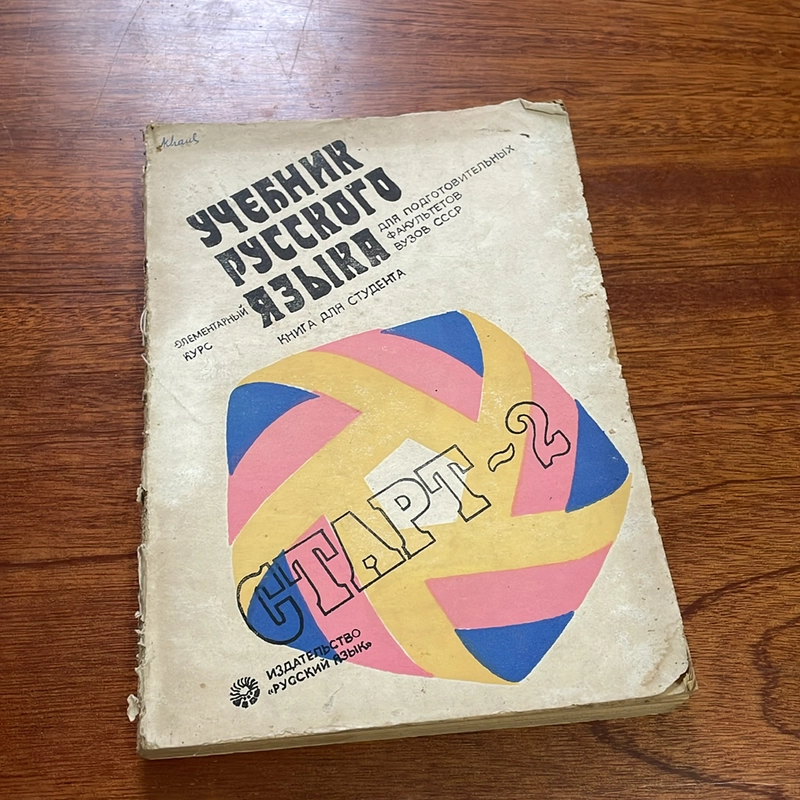 УЧЕБНИК
РУССКОГО
ЯЗЫКА
ДЛЯ ПОДГОТОВИТЕЛЬНЫХ
ФАКУЛЬТЕТОВ
ВУЗОВ СССР
ЭЛЕМЕНТАРНЫЙ
КУРС
КНИГА ДЛЯ СТУДЕНТА
СТАРТ-2
ИЗДАТЕЛЬСТВО
«РУССКИЙ ЯЗЫК»